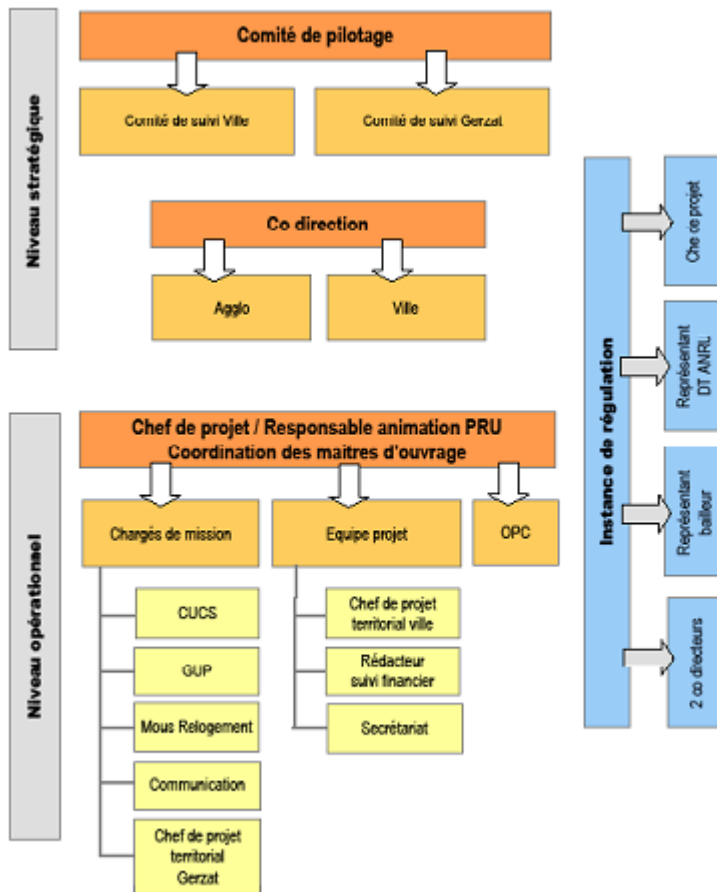 Niveau stratégique
Comité de pilotage
Comité de suivi Ville
Comité de suivi Gerzat
Co direction
Agglo
Ville
Niveau opérationnel
Chef de projet / Responsable animation PRU
Coordination des maitres d'ouvrage
Chargés de mission
Equipe projet
OPC
CUCS
GUP
Mous Relogement
Communication
Chef de projet
territorial
Gerzat
Chef de projet
territorial ville
Rédacteur
suivi financier
Secrétariat
Instance de régulation
Che de projet
Représentant
DT ANRL
Représentant
bailleur
2 co directeurs